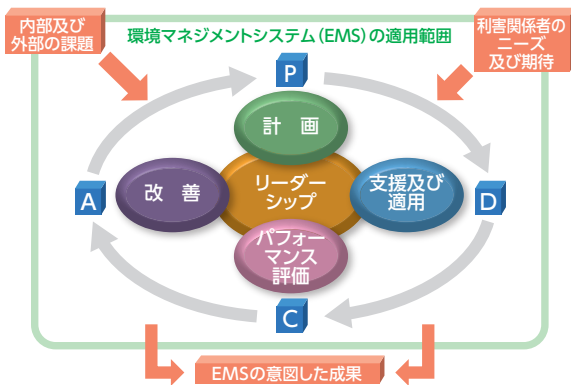 内部及び
外部の課題
環境マネジメントシステム(EMS)の適用範囲
利害関係者の
ニーズ
及び期待
P
計 画
A
改 善
リーダー
シップ
支援及び
適用
D
パフォー
マンス
評価
C
EMSの意図した成果